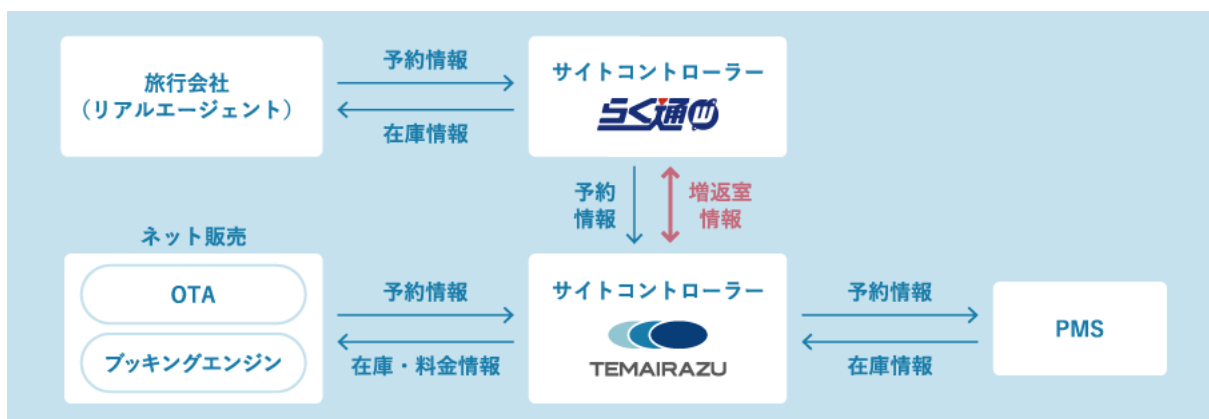 旅行会社
（リアルエージェント）
予約情報
在庫情報
サイトコントローラー
らく通
予約
情報
増返室
情報
ネット販売
OTA
ブッキングエンジン
予約情報
在庫・料金情報
サイトコントローラー
TEMAIRAZU
予約情報
在庫情報
PMS